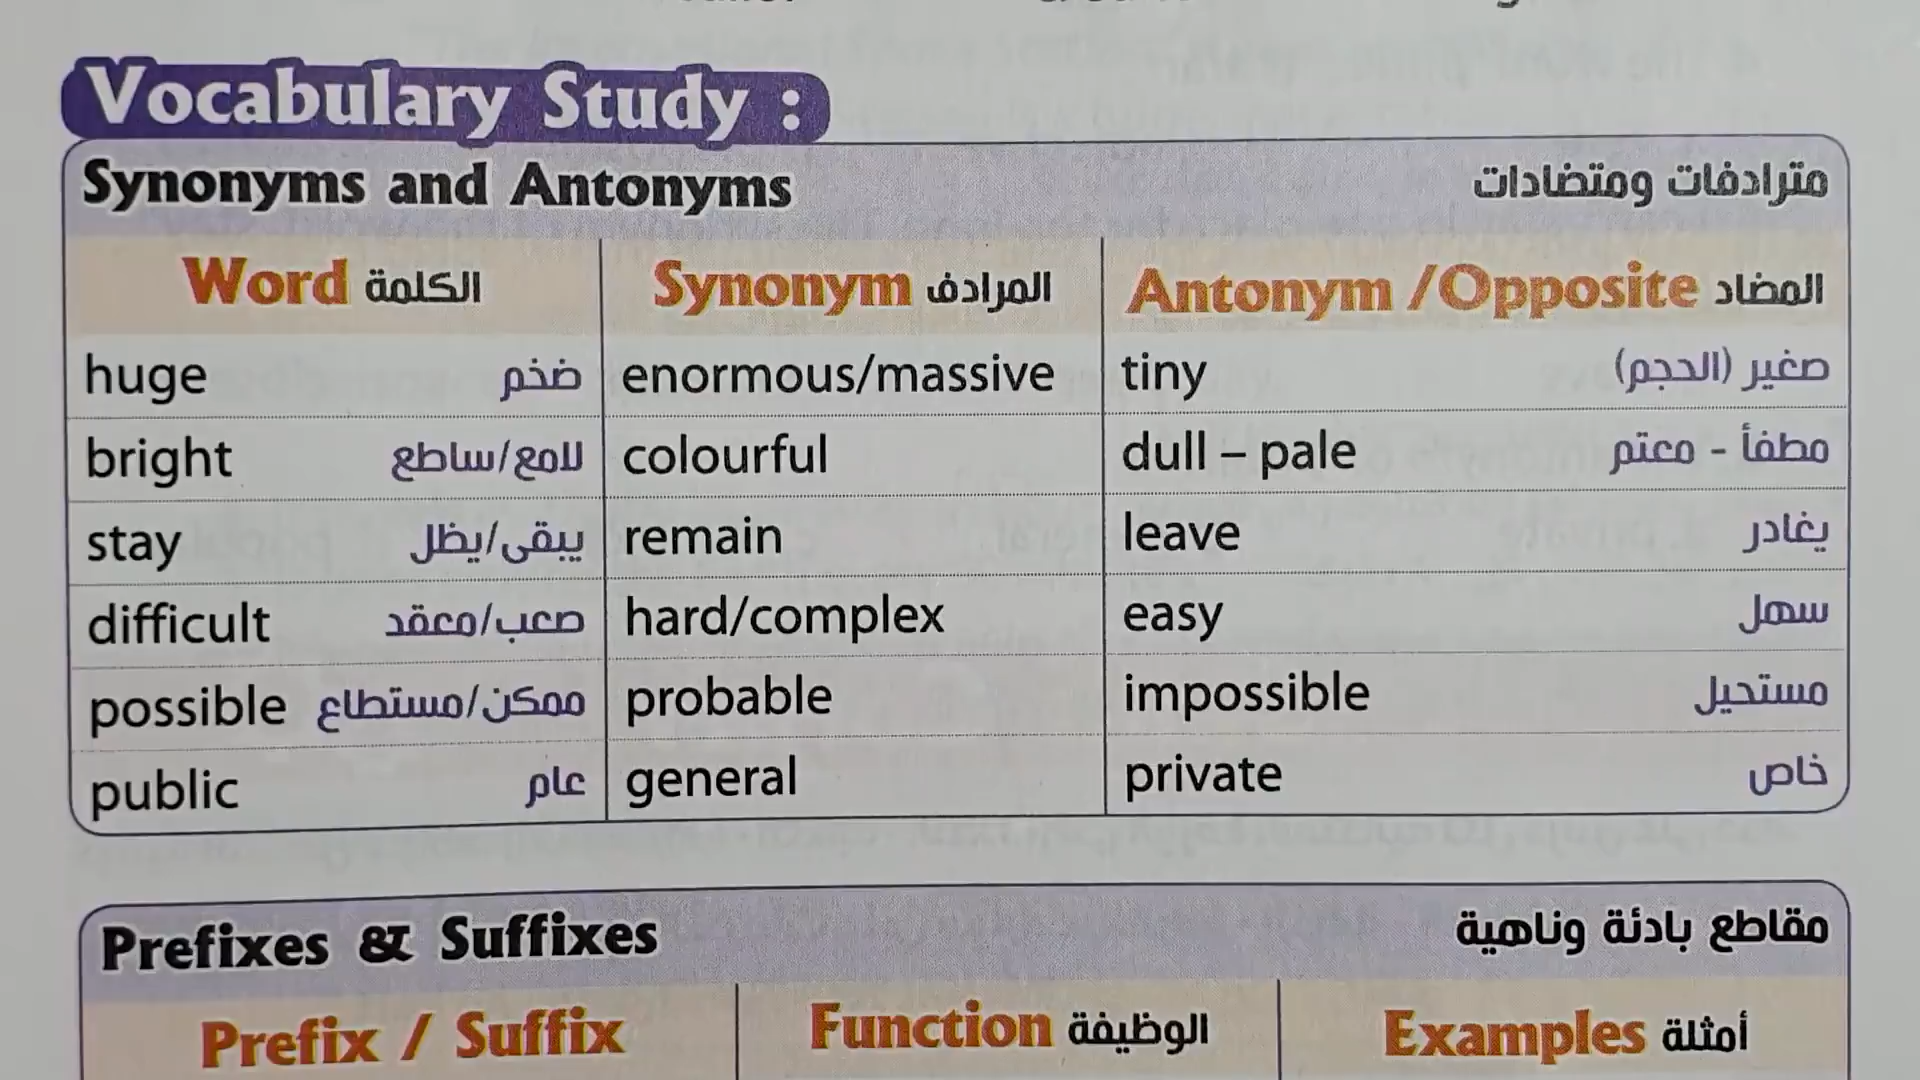 Vocabulary Study :
Synonyms and Antonyms مترادفات ومتضادات
Word الكلمة Synonym المرادف Antonym /Opposite المضاد
huge ضخم enormous/massive tiny صغير (الحجم)
bright لامع/ساطع colourful dull – pale مطفأ - معتم
stay يبقى/يظل remain leave يغادر
difficult صعب/معقد hard/complex easy سهل
possible ممكن/مستطاع probable impossible مستحيل
public عام general private خاص
Prefixes & Suffixes مقاطع بادئة وناهية
Prefix / Suffix Function الوظيفة Examples أمثلة